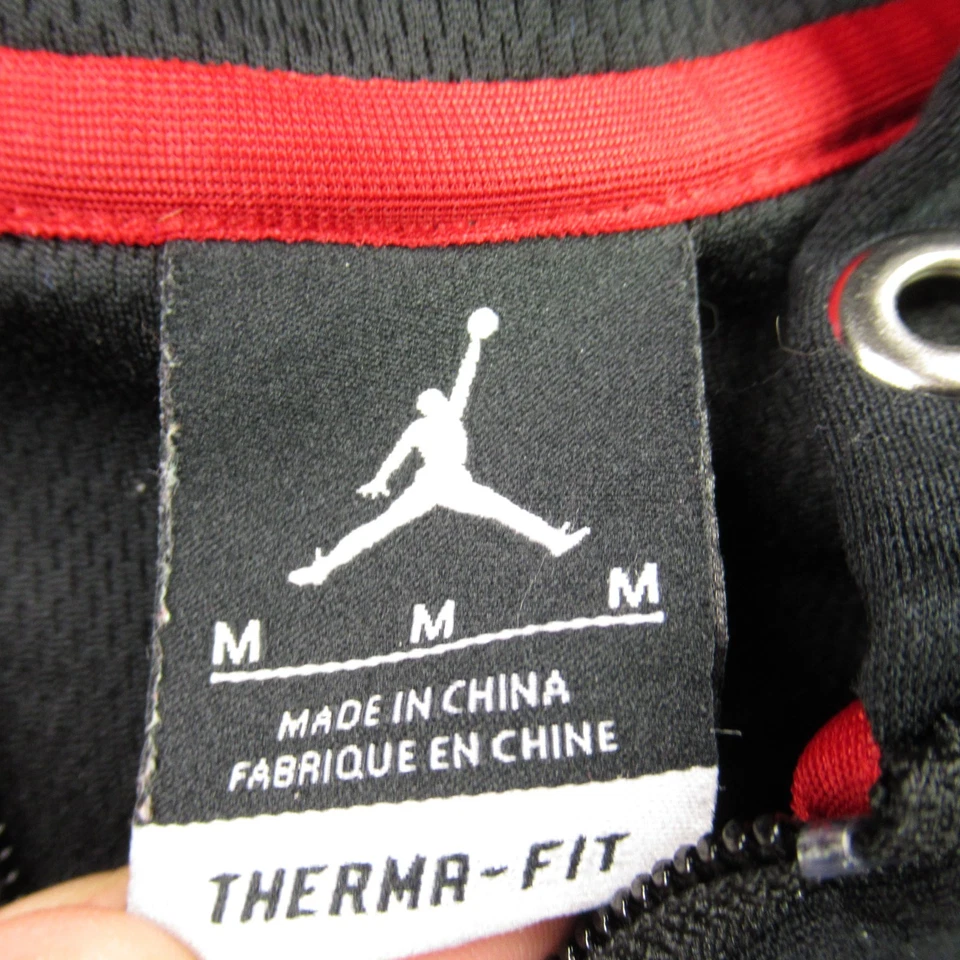 M M M
MADE IN CHINA
FABRIQUE EN CHINE
THERMA-FIT